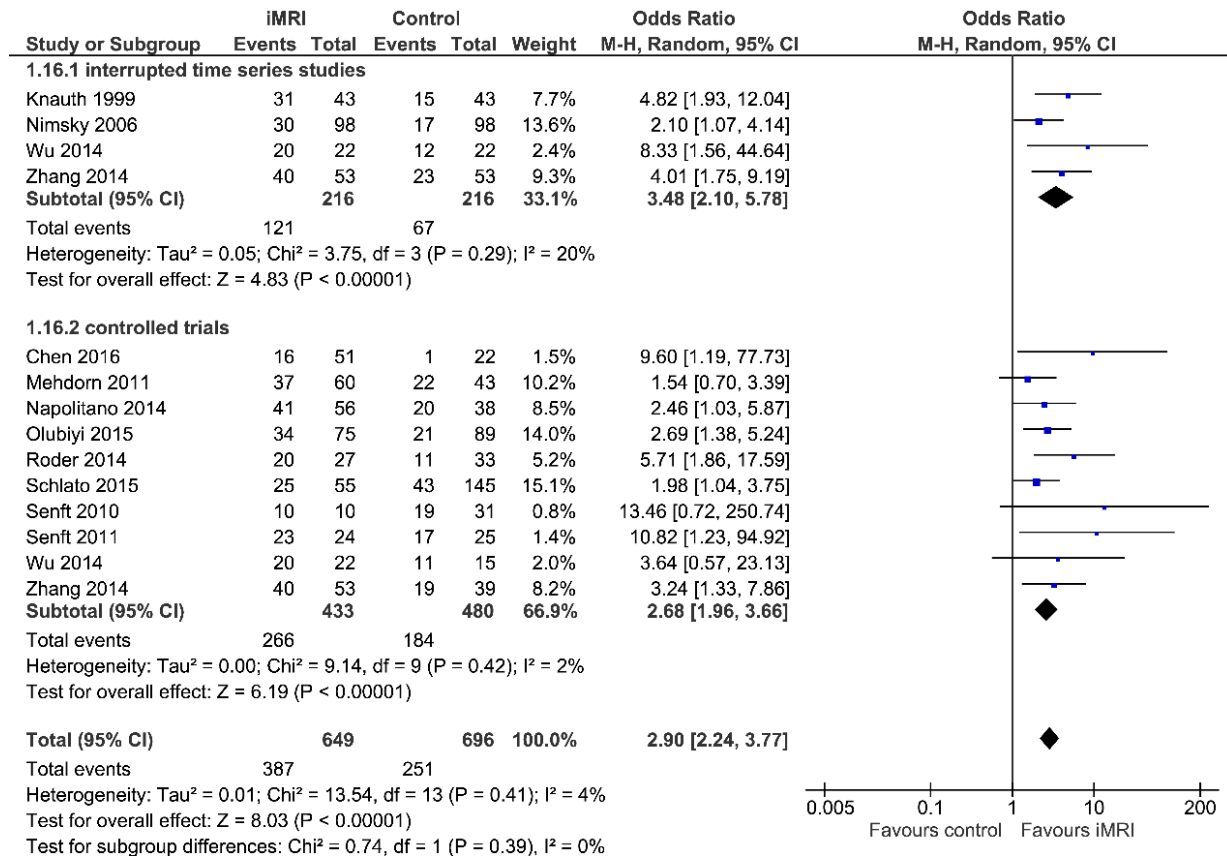 iMRI Control Odds Ratio Odds Ratio
Study or Subgroup Events Total Events Total Weight M-H, Random, 95% CI M-H, Random, 95% CI
1.16.1 interrupted time series studies
Knauth 1999 31 43 15 43 7.7% 4.82 [1.93, 12.04]
Nimsky 2006 30 98 17 98 13.6% 2.10 [1.07, 4.14]
Wu 2014 20 22 12 22 2.4% 8.33 [1.56, 44.64]
Zhang 2014 40 53 23 53 9.3% 4.01 [1.75, 9.19]
Subtotal (95% CI) 216 216 33.1% 3.48 [2.10, 5.78]
Total events 121 67
Heterogeneity: Tau² = 0.05; Chi² = 3.75, df = 3 (P = 0.29); I² = 20%
Test for overall effect: Z = 4.83 (P < 0.00001)
1.16.2 controlled trials
Chen 2016 16 51 1 22 1.5% 9.60 [1.19, 77.73]
Mehdorn 2011 37 60 22 43 10.2% 1.54 [0.70, 3.39]
Napolitano 2014 41 56 20 38 8.5% 2.46 [1.03, 5.87]
Olubiyi 2015 34 75 21 89 14.0% 2.69 [1.38, 5.24]
Roder 2014 20 27 11 33 5.2% 5.71 [1.86, 17.59]
Schlato 2015 25 55 43 145 15.1% 1.98 [1.04, 3.75]
Senft 2010 10 10 19 31 0.8% 13.46 [0.72, 250.74]
Senft 2011 23 24 17 25 1.4% 10.82 [1.23, 94.92]
Wu 2014 20 22 11 15 2.0% 3.64 [0.57, 23.13]
Zhang 2014 40 53 19 39 8.2% 3.24 [1.33, 7.86]
Subtotal (95% CI) 433 480 66.9% 2.68 [1.96, 3.66]
Total events 266 184
Heterogeneity: Tau² = 0.00; Chi² = 9.14, df = 9 (P = 0.42); I² = 2%
Test for overall effect: Z = 6.19 (P < 0.00001)
Total (95% CI) 649 696 100.0% 2.90 [2.24, 3.77]
Total events 387 251
Heterogeneity: Tau² = 0.01; Chi² = 13.54, df = 13 (P = 0.41); I² = 4%
Test for overall effect: Z = 8.03 (P < 0.00001)
Test for subgroup differences: Chi² = 0.74, df = 1 (P = 0.39), I² = 0%
0.005 0.1 1 10 200
Favours control Favours iMRI